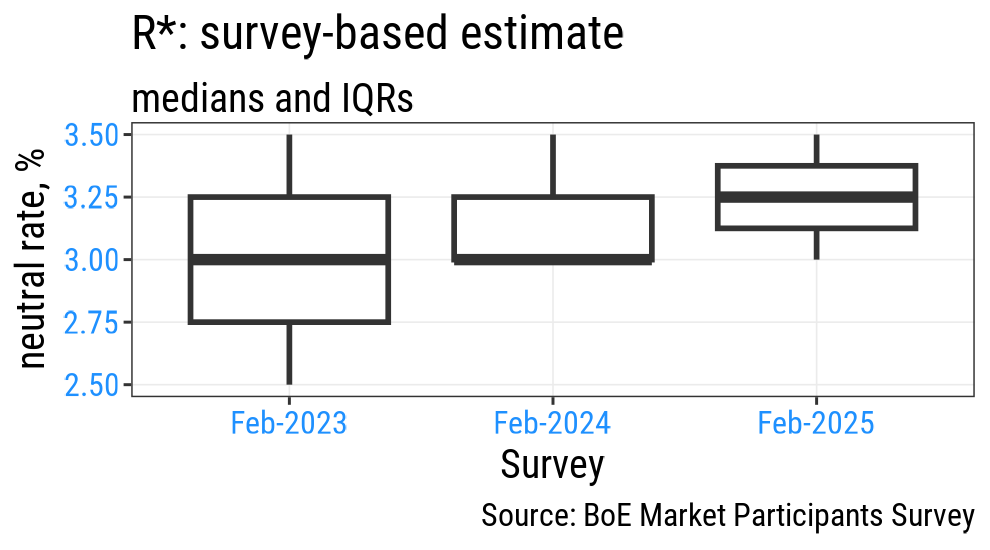 R*: survey-based estimate
medians and IQRs
neutral rate, %
3.50
3.25
3.00
2.75
2.50
Feb-2023 Feb-2024 Feb-2025
Survey
Source: BoE Market Participants Survey